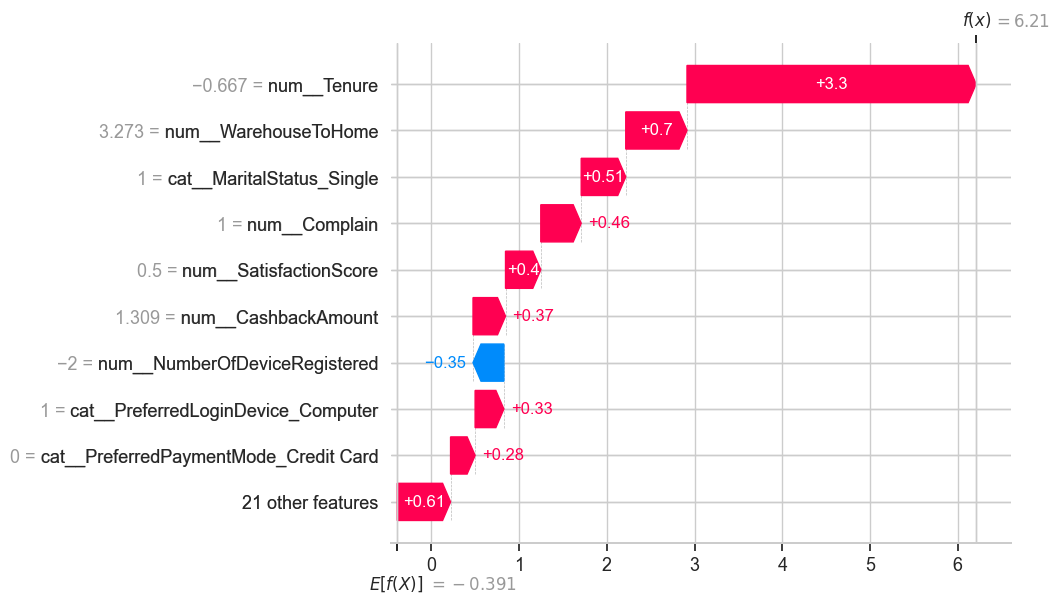 f(x) = 6.21
−0.667 = num__Tenure
+3.3
3.273 = num__WarehouseToHome
+0.7
1 = cat__MaritalStatus_Single
+0.51
1 = num__Complain
+0.46
0.5 = num__SatisfactionScore
+0.4
1.309 = num__CashbackAmount
+0.37
−2 = num__NumberOfDeviceRegistered
−0.35
1 = cat__PreferredLoginDevice_Computer
+0.33
0 = cat__PreferredPaymentMode_Credit Card
+0.28
21 other features
+0.61
0 1 2 3 4 5 6
E[f(X)] = −0.391